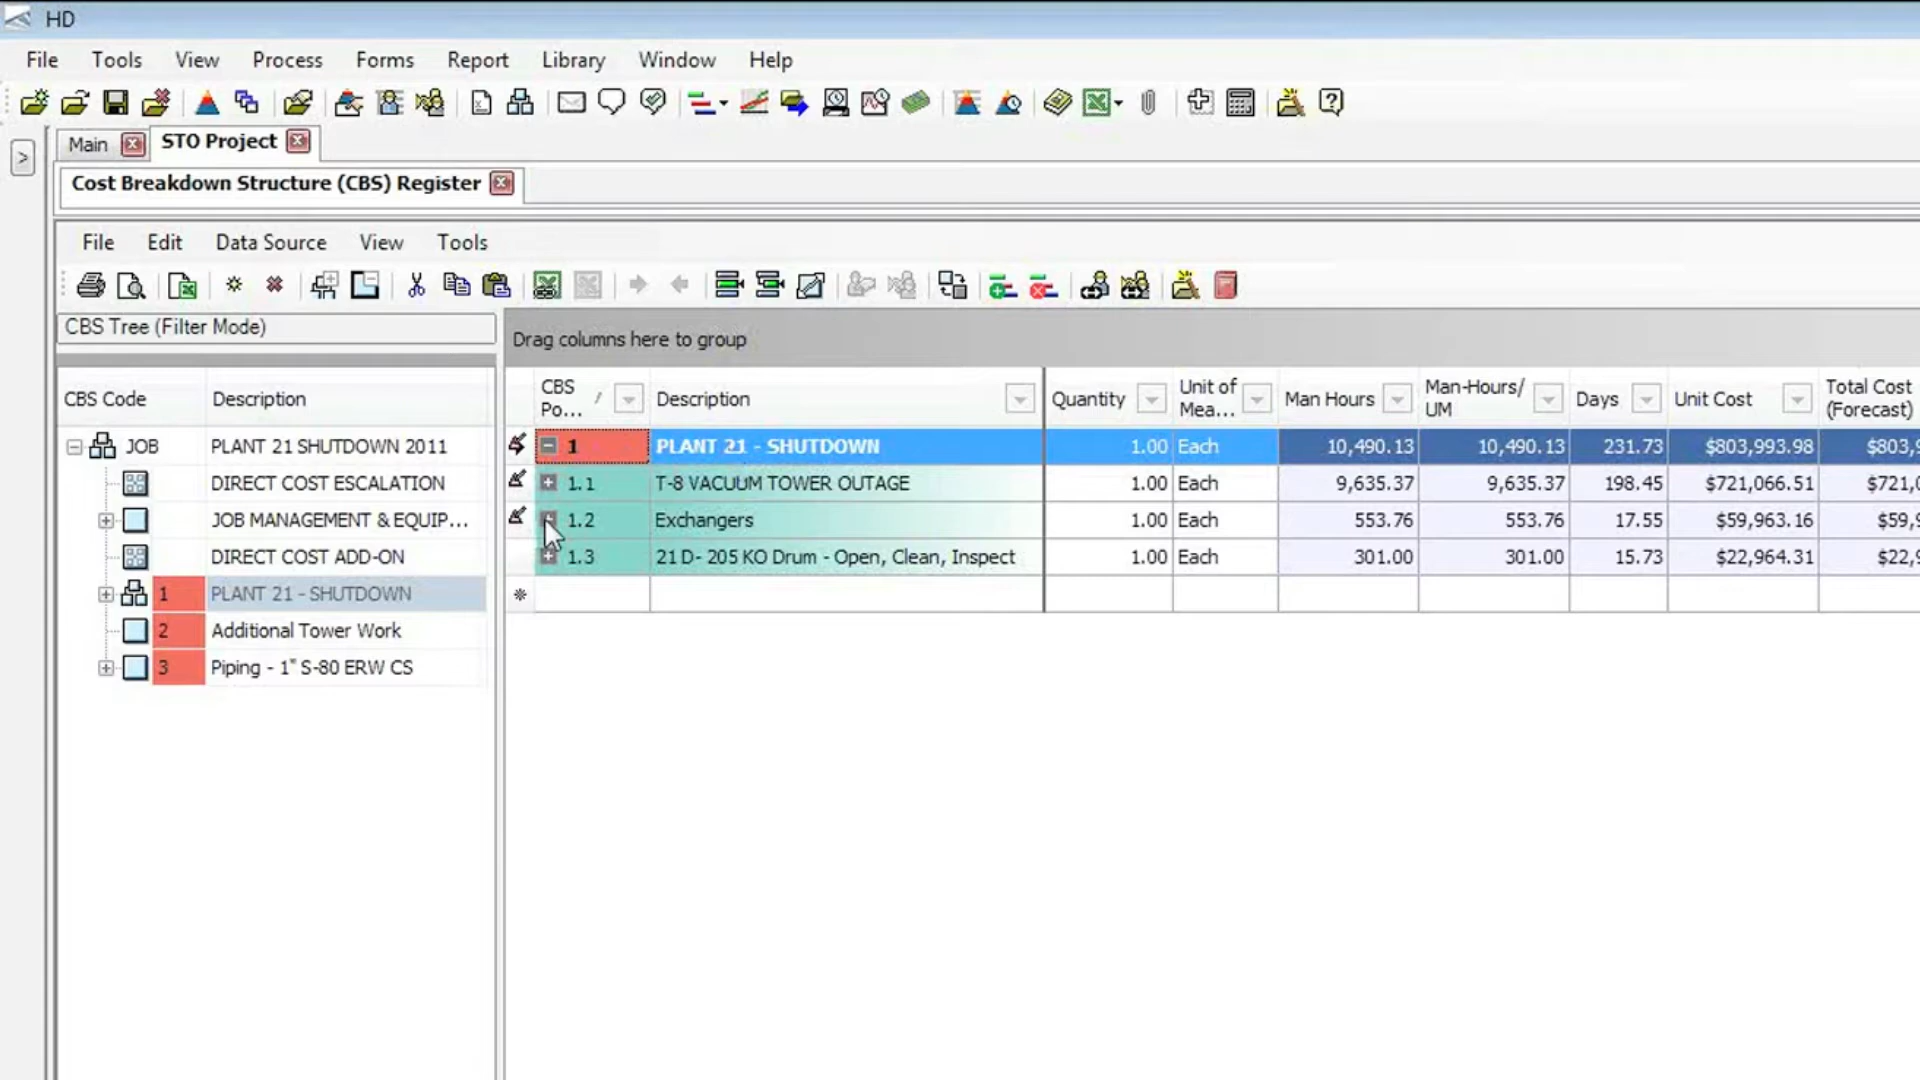 HD
File Tools View Process Forms Report Library Window Help
Main STO Project
>
Cost Breakdown Structure (CBS) Register
File Edit Data Source View Tools
CBS Tree (Filter Mode)
Drag columns here to group
CBS Code Description
CBS Po... / Description Quantity Unit of Mea... Man Hours Man-Hours/ UM Days Unit Cost Total Cost (Forecast)
JOB PLANT 21 SHUTDOWN 2011
DIRECT COST ESCALATION
JOB MANAGEMENT & EQUIP...
DIRECT COST ADD-ON
1 PLANT 21 - SHUTDOWN
2 Additional Tower Work
3 Piping - 1" S-80 ERW CS
1 PLANT 21 - SHUTDOWN 1.00 Each 10,490.13 10,490.13 231.73 $803,993.98 $803,9
1.1 T-8 VACUUM TOWER OUTAGE 1.00 Each 9,635.37 9,635.37 198.45 $721,066.51 $721,0
1.2 Exchangers 1.00 Each 553.76 553.76 17.55 $59,963.16 $59,9
1.3 21 D- 205 KO Drum - Open, Clean, Inspect 1.00 Each 301.00 301.00 15.73 $22,964.31 $22,9